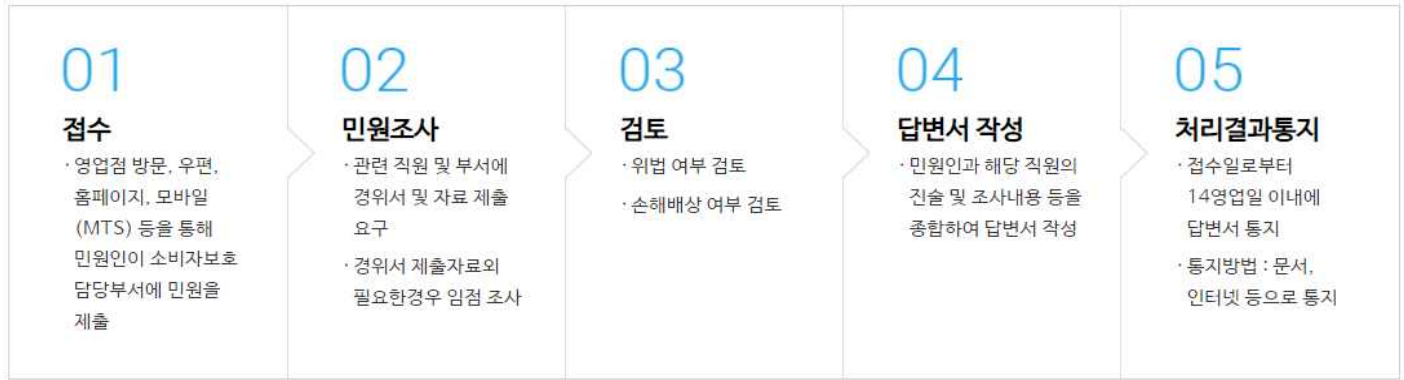 01
접수
· 영업점 방문, 우편,
홈페이지, 모바일
(MTS) 등을 통해
민원인이 소비자보호
담당부서에 민원을
제출
02
민원조사
· 관련 직원 및 부서에
경위서 및 자료 제출
요구
· 경위서 제출자료외
필요한경우 임점 조사
03
검토
· 위법 여부 검토
· 손해배상 여부 검토
04
답변서 작성
· 민원인과 해당 직원의
진술 및 조사내용 등을
종합하여 답변서 작성
05
처리결과통지
· 접수일로부터
14영업일 이내에
답변서 통지
· 통지방법 : 문서,
인터넷 등으로 통지